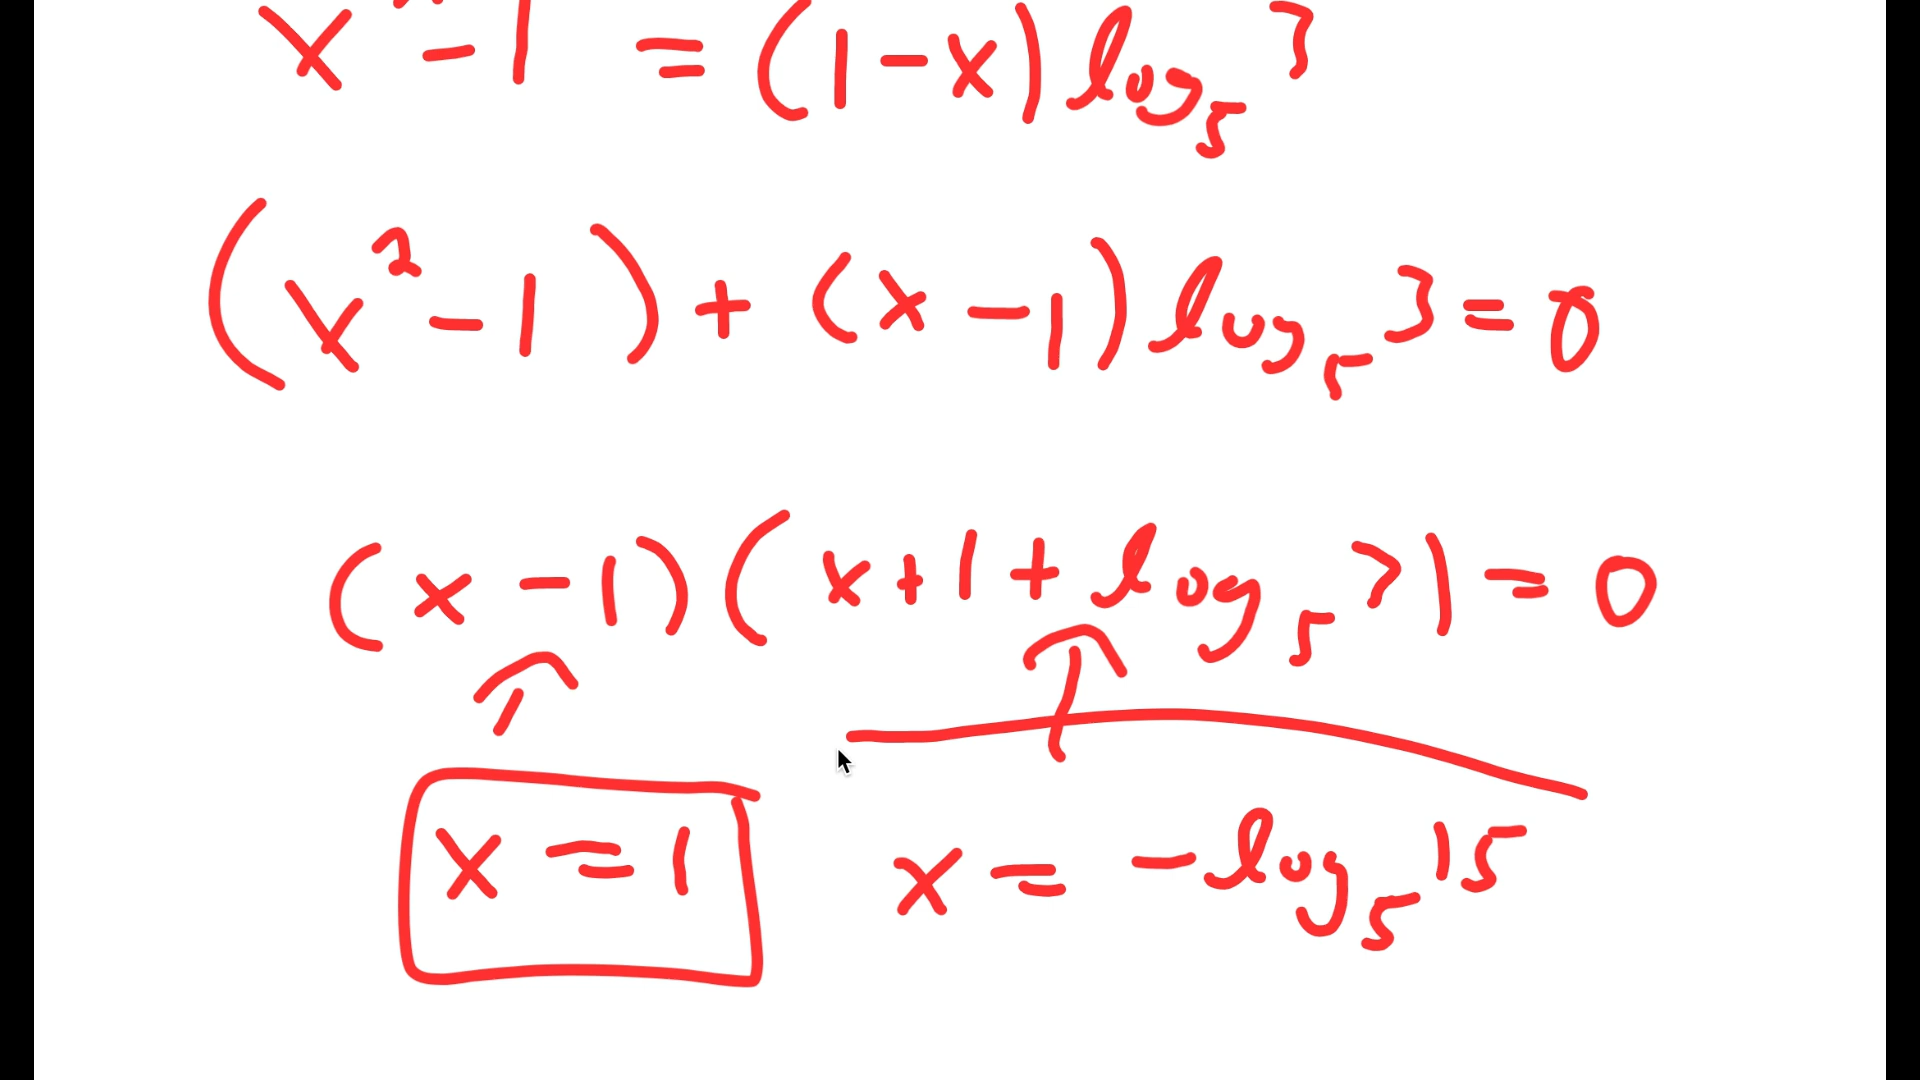 x² - 1 = (1 - x) log₅ 3
(x² - 1) + (x - 1) log₅ 3 = 0
(x - 1) (x + 1 + log₅ 3) = 0
x = 1 x = - log₅ 15